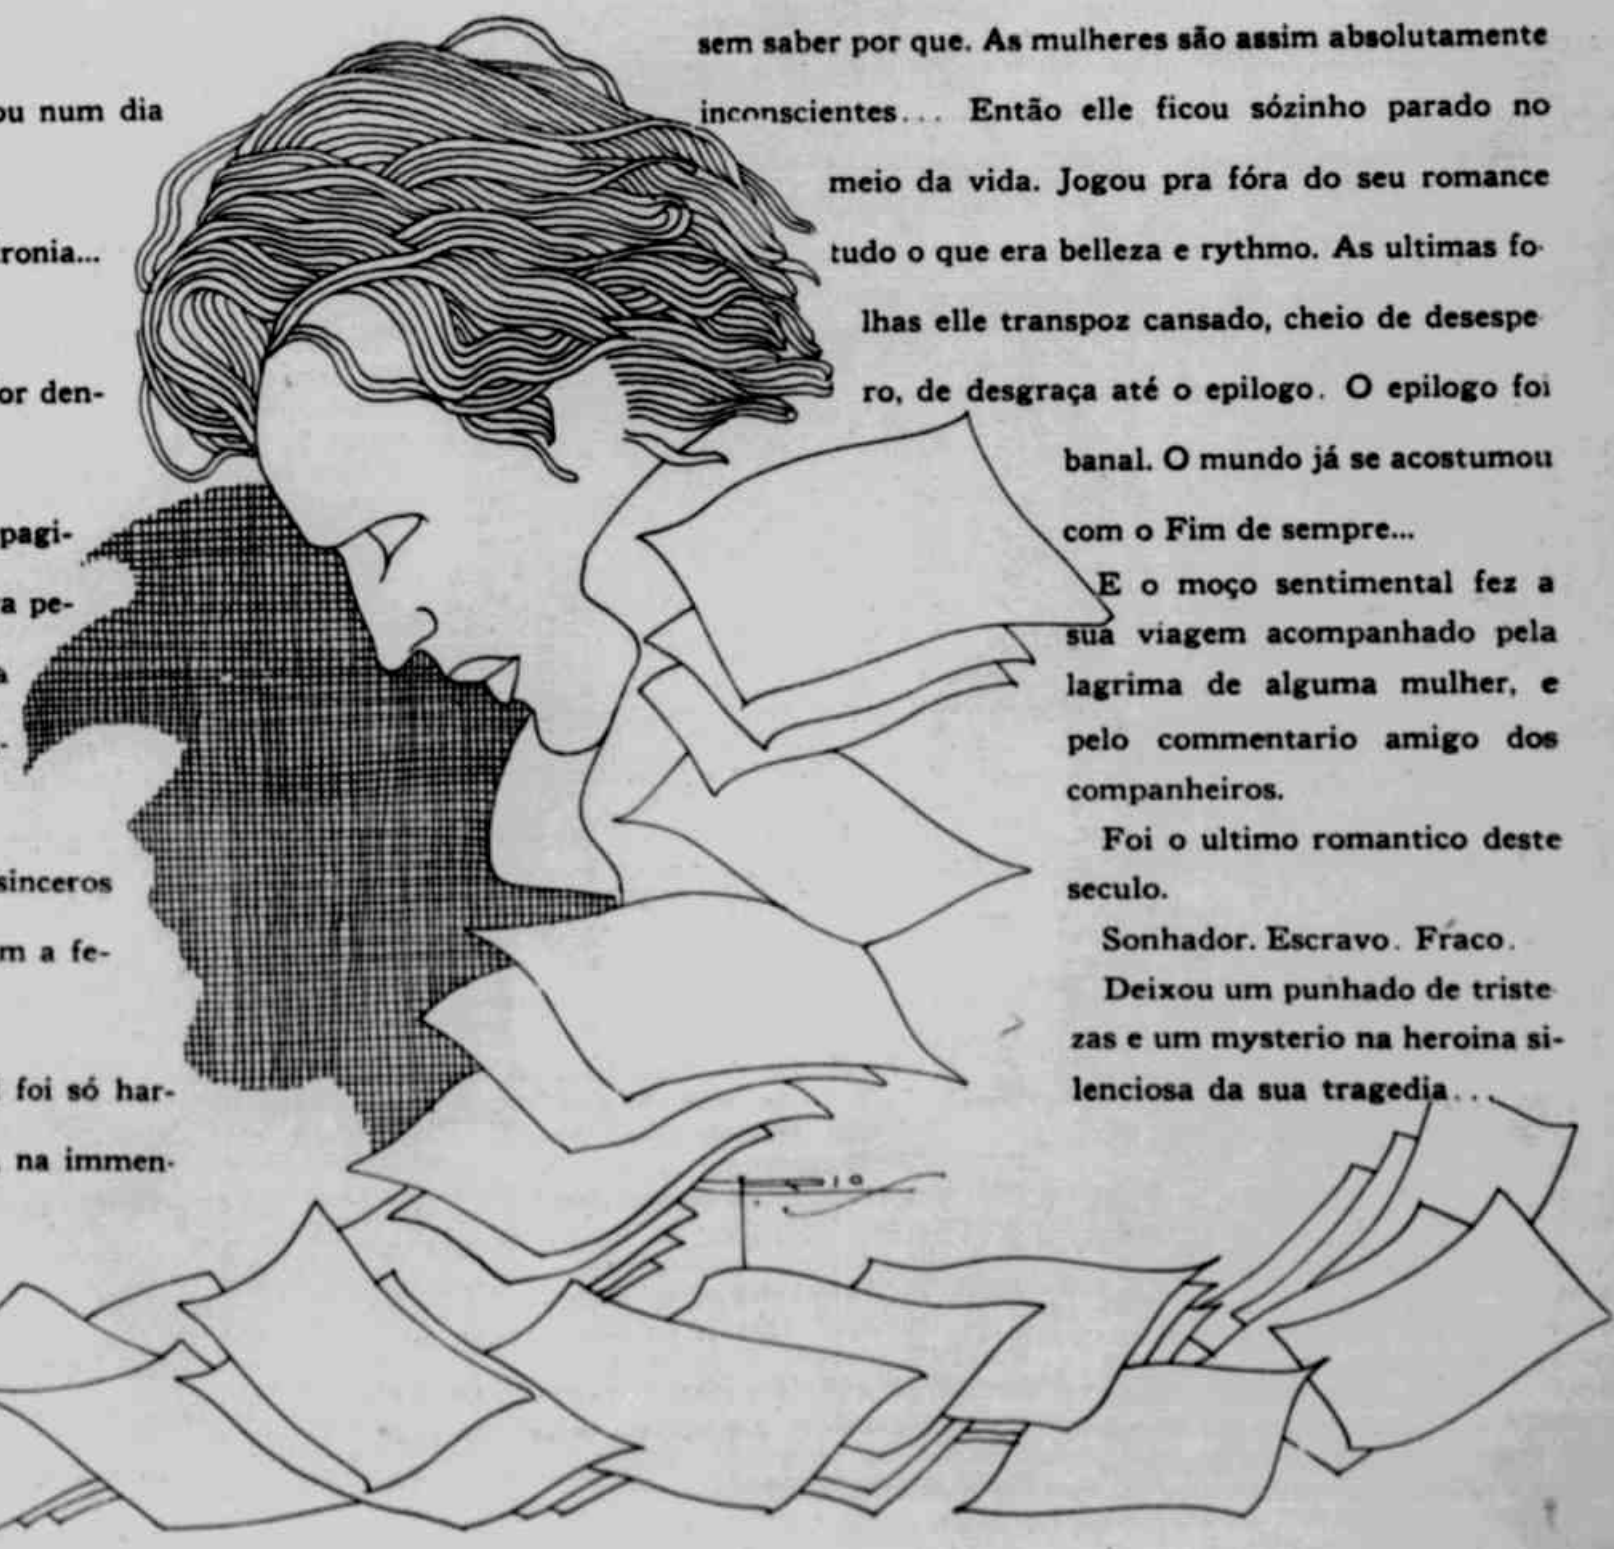 ou num dia
ronia...
or den-
pagi-
a pe-
sinceros
m a fe-
foi só har-
na immen-
sem saber por que. As mulheres são assim absolutamente
inconscientes... Então elle ficou sózinho parado no
meio da vida. Jogou pra fóra do seu romance
tudo o que era belleza e rythmo. As ultimas fo-
lhas elle transpoz cansado, cheio de desespe-
ro, de desgraça até o epilogo. O epilogo foi
banal. O mundo já se acostumou
com o Fim de sempre...
E o moço sentimental fez a
sua viagem acompanhado pela
lagrima de alguma mulher, e
pelo commentario amigo dos
companheiros.
Foi o ultimo romantico deste
seculo.
Sonhador. Escravo. Fraco.
Deixou um punhado de triste-
zas e um mysterio na heroina si-
lenciosa da sua tragedia...